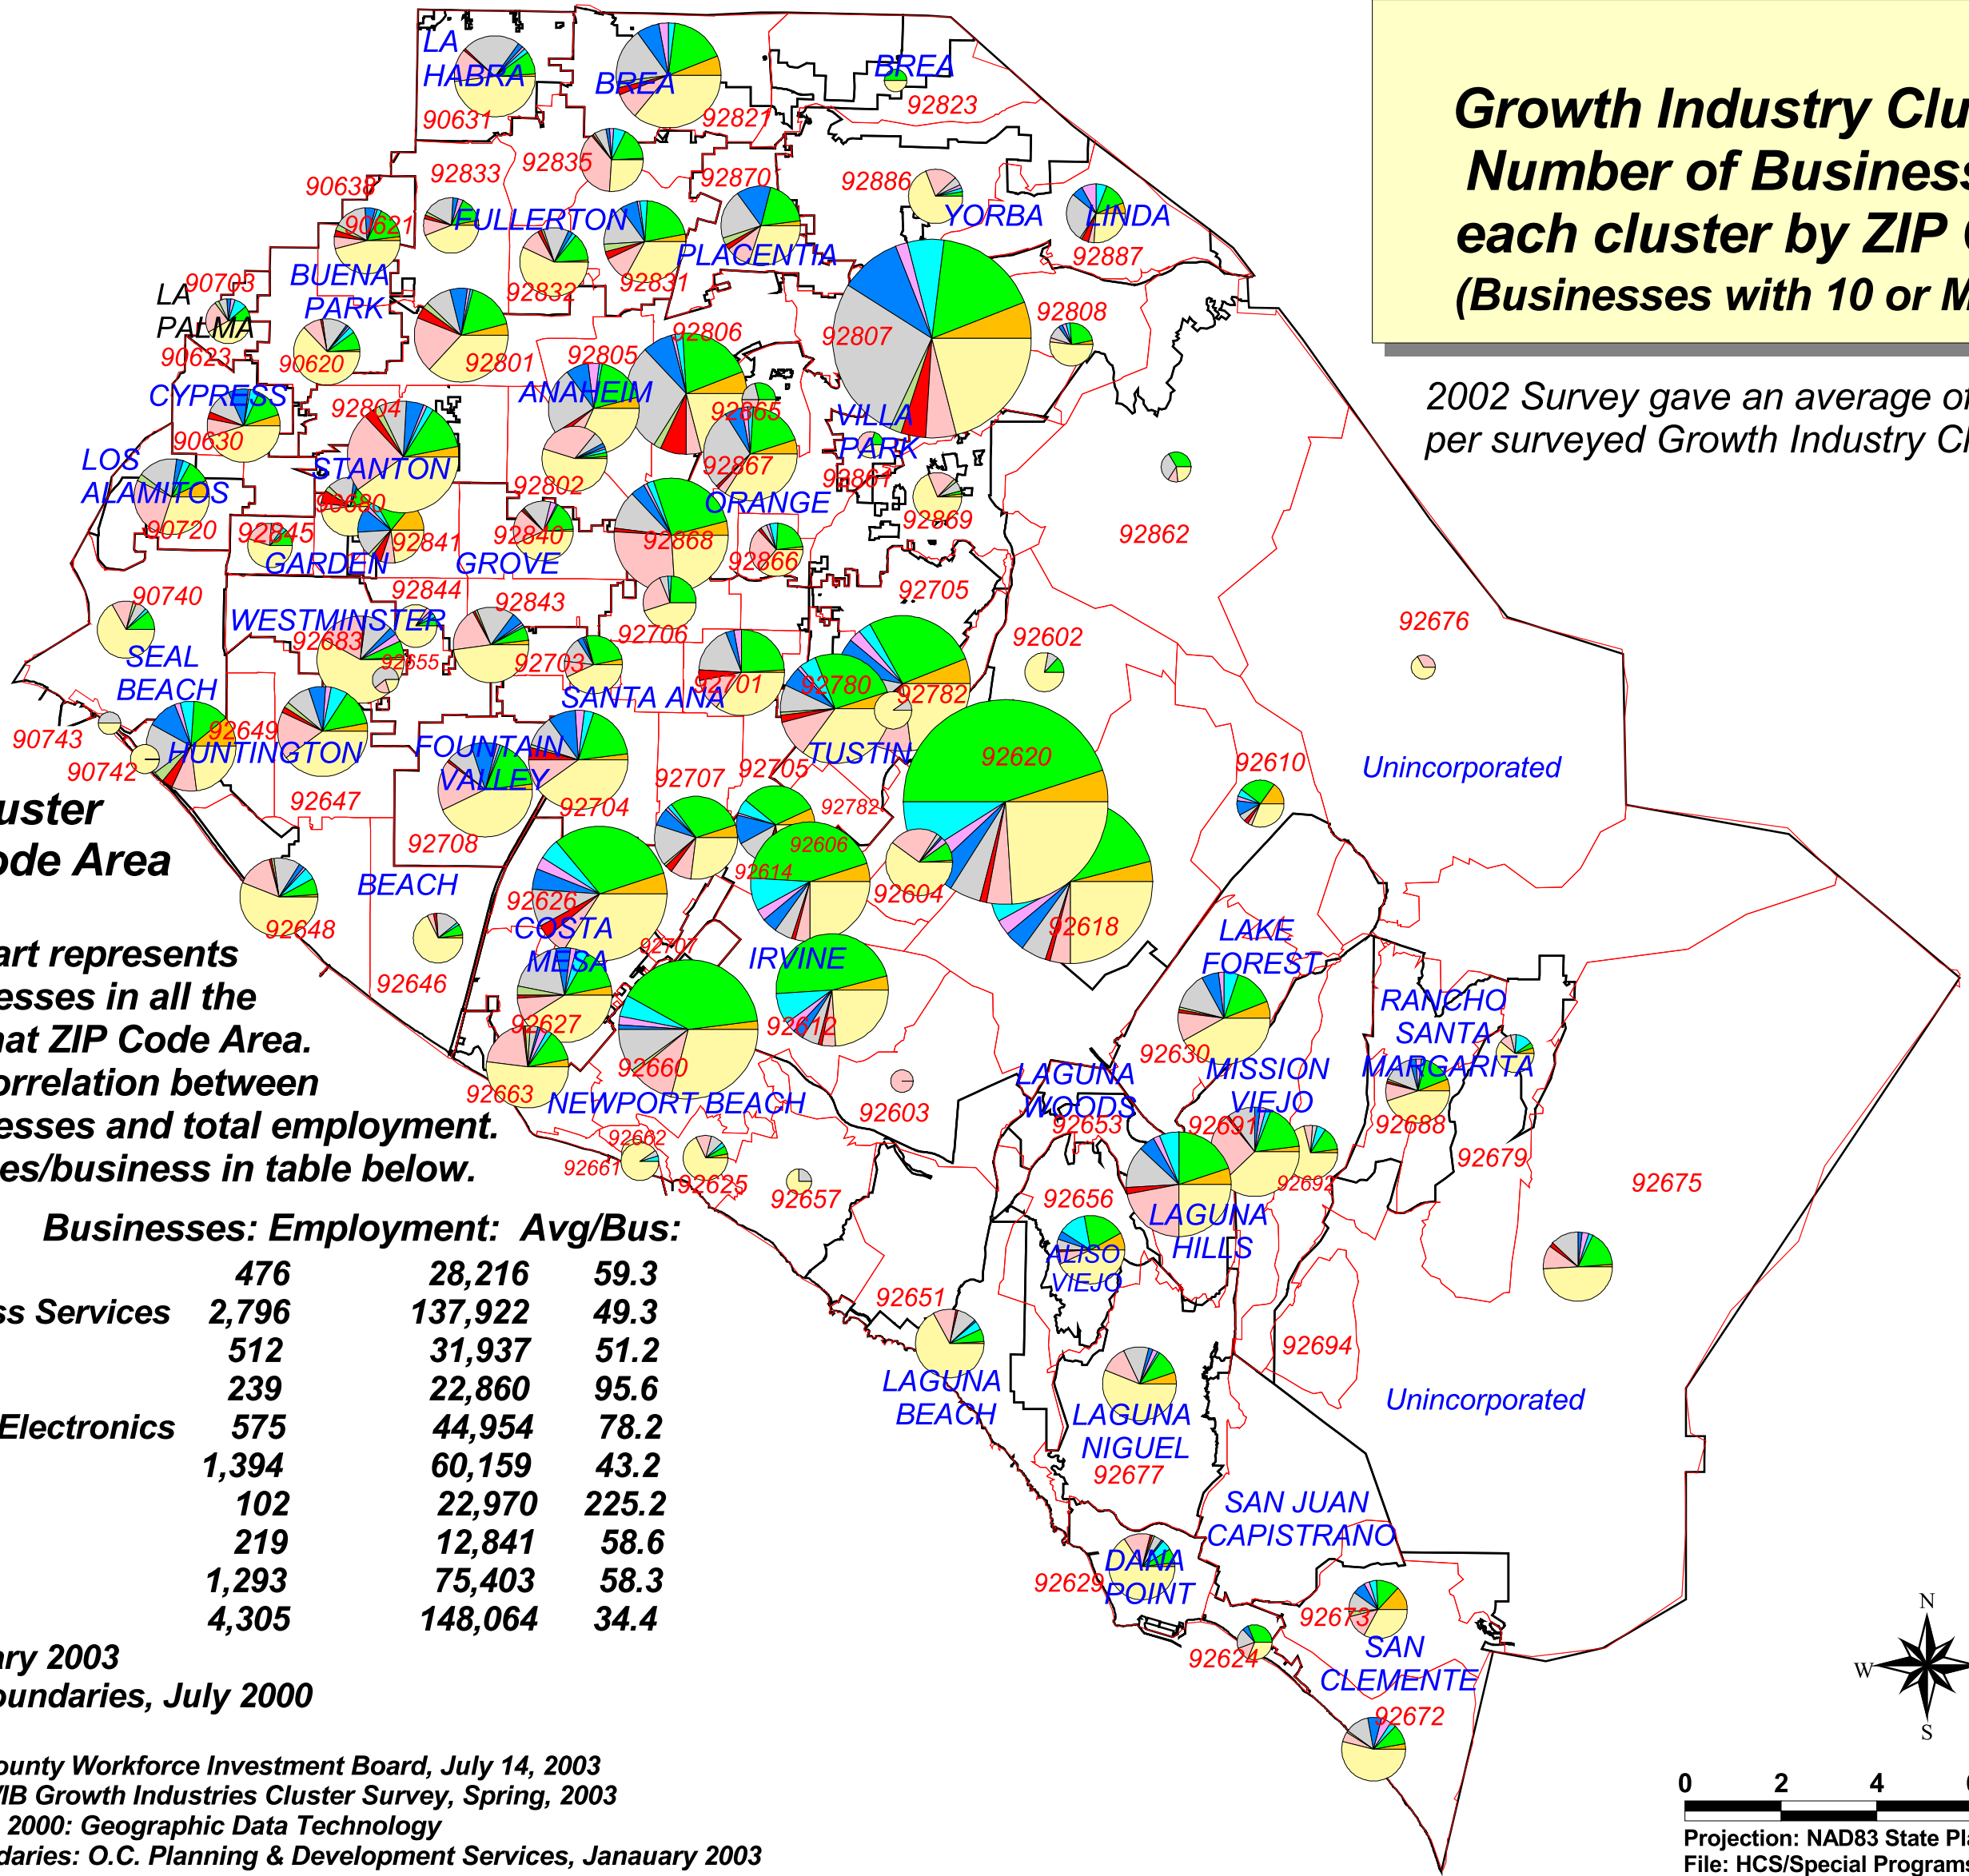 Growth Industry Clu
Number of Business
each cluster by ZIP
(Businesses with 10 or M
2002 Survey gave an average of
per surveyed Growth Industry Cl
LA
HABRA
90631
BREA
92821
BREA
92823
92835
92833
90638
90621
FULLERTON
92870
PLACENTIA
92886
YORBA LINDA
92887
92832
92831
BUENA
PARK
90703
LA
PALMA
90623
90620
92801
92805
92806
92807
92808
CYPRESS
90630
92804
ANAHEIM
92865
VILLA
PARK
92861
LOS
ALAMITOS
90720
STANTON
90680
92802
92867
ORANGE
92869
92862
92845
92841
92840
92868
92866
GARDEN GROVE
92844
92705
90740
WESTMINSTER
92683
92655
92843
92706
92602
92676
SEAL
BEACH
92703
SANTA ANA
92701
92780
92782
90743
90742
92649
HUNTINGTON
FOUNTAIN
VALLEY
TUSTIN
92620
92610
Unincorporated
92647
92708
92704
92707
92705
92782
92606
92614
92604
92618
BEACH
92648
92646
92626
COSTA
MESA
92707
IRVINE
92627
92612
LAKE
FOREST
92630
RANCHO
SANTA
MARGARITA
92663
92660
NEWPORT BEACH
92603
LAGUNA
WOODS
92653
MISSION
VIEJO
92691
92688
92679
92675
92662
92661
92625
92657
92656
92692
LAGUNA
HILLS
ALISO
VIEJO
92651
92694
LAGUNA
BEACH
LAGUNA
NIGUEL
92677
Unincorporated
SAN JUAN
CAPISTRANO
DANA
POINT
92629
92673
92624
SAN
CLEMENTE
92672
uster
ode Area
art represents
esses in all the
hat ZIP Code Area.
orrelation between
esses and total employment.
es/business in table below.
Businesses: Employment: Avg/Bus:
476 28,216 59.3
ss Services 2,796 137,922 49.3
512 31,937 51.2
239 22,860 95.6
Electronics 575 44,954 78.2
1,394 60,159 43.2
102 22,970 225.2
219 12,841 58.6
1,293 75,403 58.3
4,305 148,064 34.4
ary 2003
oundaries, July 2000
ounty Workforce Investment Board, July 14, 2003
VIB Growth Industries Cluster Survey, Spring, 2003
2000: Geographic Data Technology
daries: O.C. Planning & Development Services, Janauary 2003
N
W
S
0 2 4
Projection: NAD83 State Pla
File: HCS/Special Programs